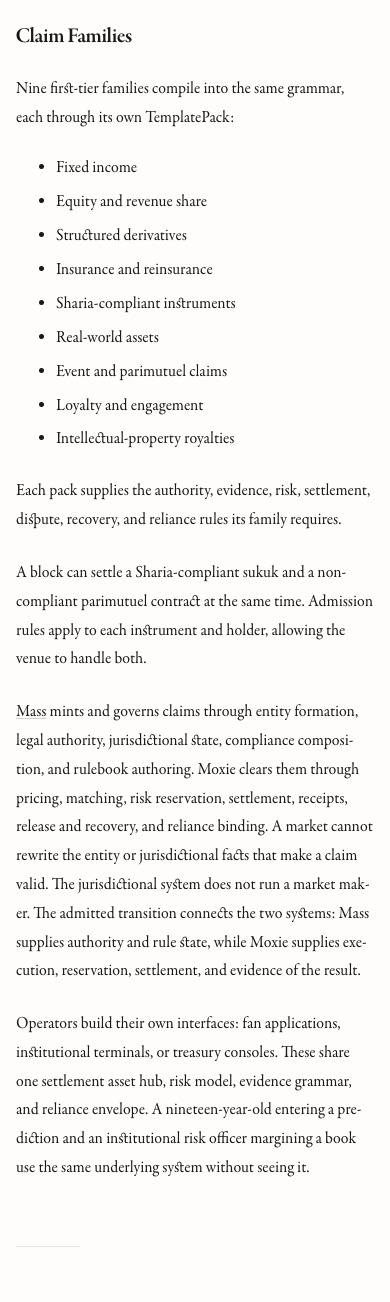 Claim Families
Nine first-tier families compile into the same grammar,
each through its own TemplatePack:
• Fixed income
• Equity and revenue share
• Structured derivatives
• Insurance and reinsurance
• Sharia-compliant instruments
• Real-world assets
• Event and parimutuel claims
• Loyalty and engagement
• Intellectual-property royalties
Each pack supplies the authority, evidence, risk, settlement,
dispute, recovery, and reliance rules its family requires.
A block can settle a Sharia-compliant sukuk and a non-
compliant parimutuel contract at the same time. Admission
rules apply to each instrument and holder, allowing the
venue to handle both.
Mass mints and governs claims through entity formation,
legal authority, jurisdictional state, compliance composi-
tion, and rulebook authoring. Moxie clears them through
pricing, matching, risk reservation, settlement, receipts,
release and recovery, and reliance binding. A market cannot
rewrite the entity or jurisdictional facts that make a claim
valid. The jurisdictional system does not run a market mak-
er. The admitted transition connects the two systems: Mass
supplies authority and rule state, while Moxie supplies exe-
cution, reservation, settlement, and evidence of the result.
Operators build their own interfaces: fan applications,
institutional terminals, or treasury consoles. These share
one settlement asset hub, risk model, evidence grammar,
and reliance envelope. A nineteen-year-old entering a pre-
diction and an institutional risk officer margining a book
use the same underlying system without seeing it.